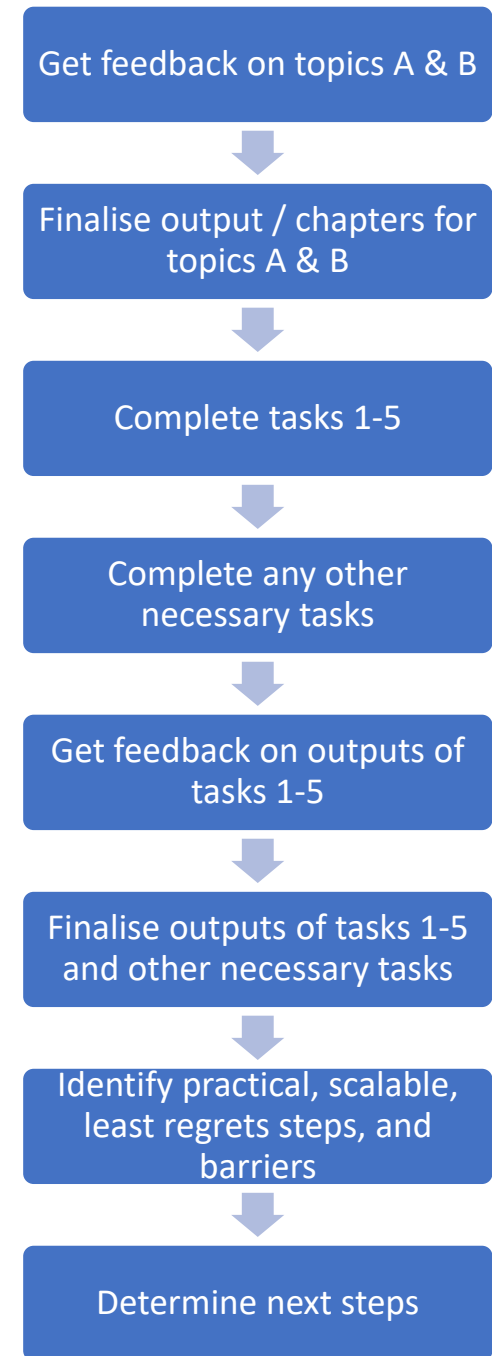 Get feedback on topics A & B
Finalise output / chapters for
topics A & B
Complete tasks 1-5
Complete any other
necessary tasks
Get feedback on outputs of
tasks 1-5
Finalise outputs of tasks 1-5
and other necessary tasks
Identify practical, scalable,
least regrets steps, and
barriers
Determine next steps